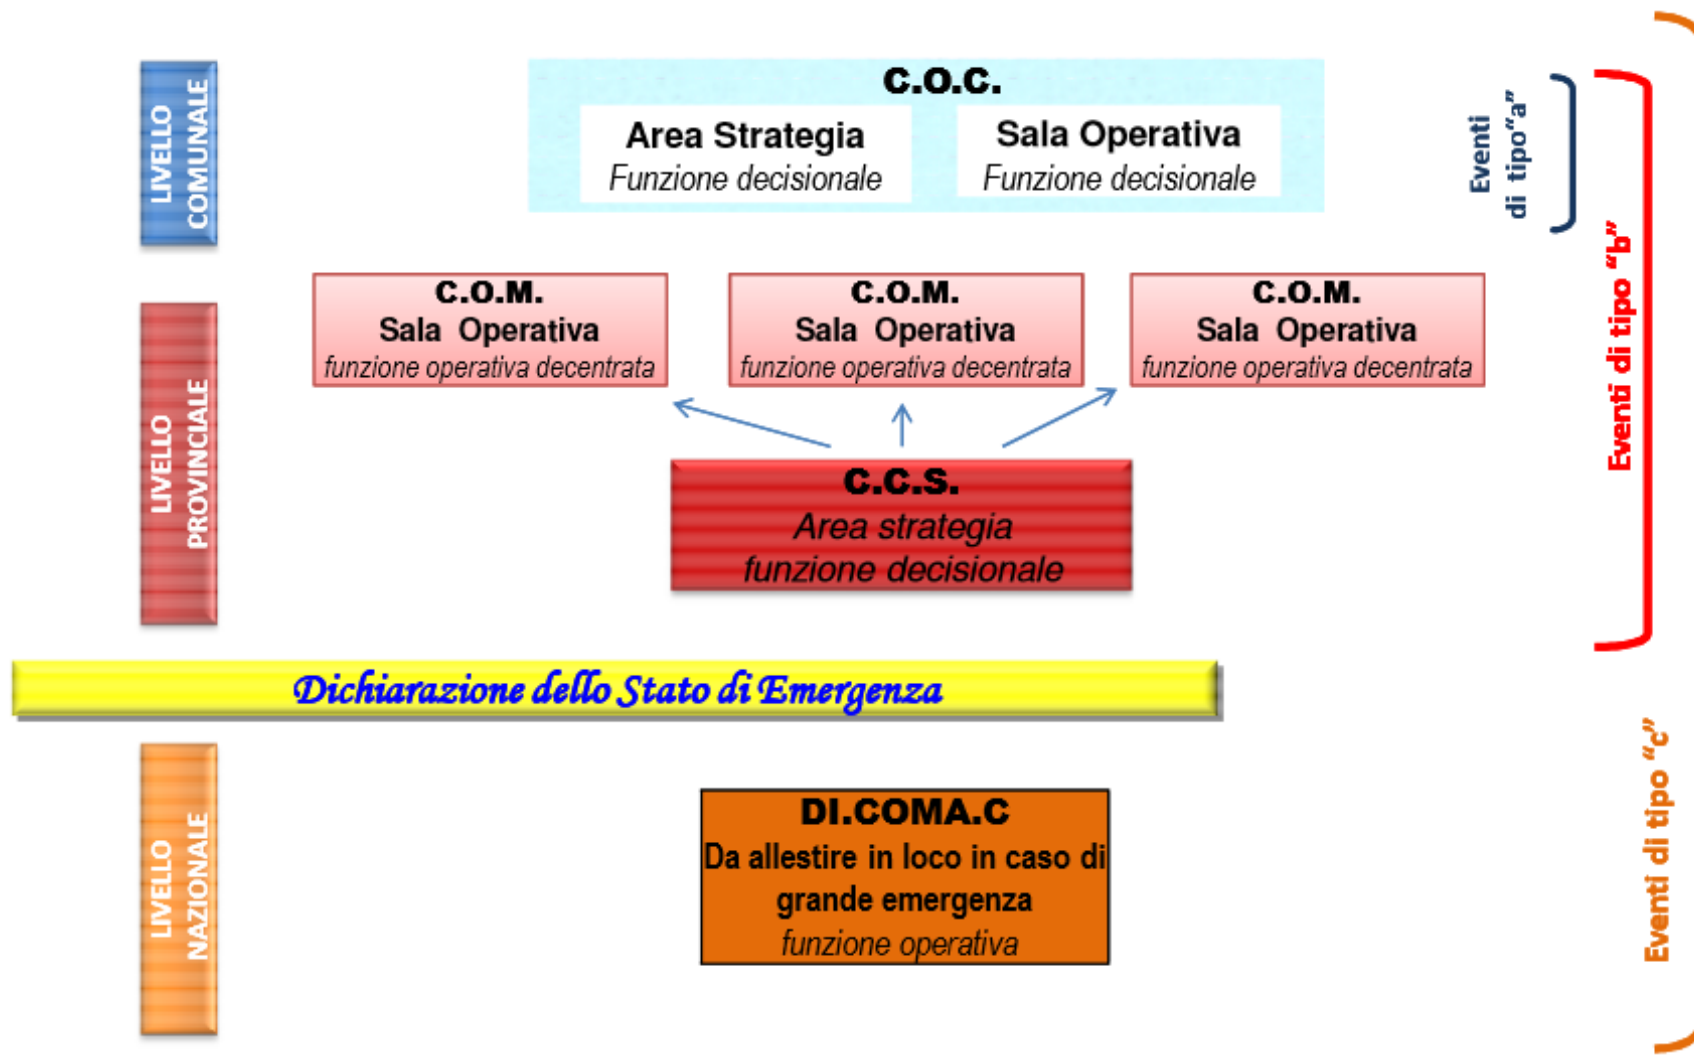 LIVELLO
COMUNALE
C.O.C.
Area Strategia
Funzione decisionale
Sala Operativa
Funzione decisionale
Eventi
di tipo“a”
C.O.M.
Sala Operativa
funzione operativa decentrata
C.O.M.
Sala Operativa
funzione operativa decentrata
C.O.M.
Sala Operativa
funzione operativa decentrata
Eventi di tipo “b”
LIVELLO
PROVINCIALE
C.C.S.
Area strategia
funzione decisionale
Dichiarazione dello Stato di Emergenza
LIVELLO
NAZIONALE
DI.COMA.C
Da allestire in loco in caso di
grande emergenza
funzione operativa
Eventi di tipo “c”